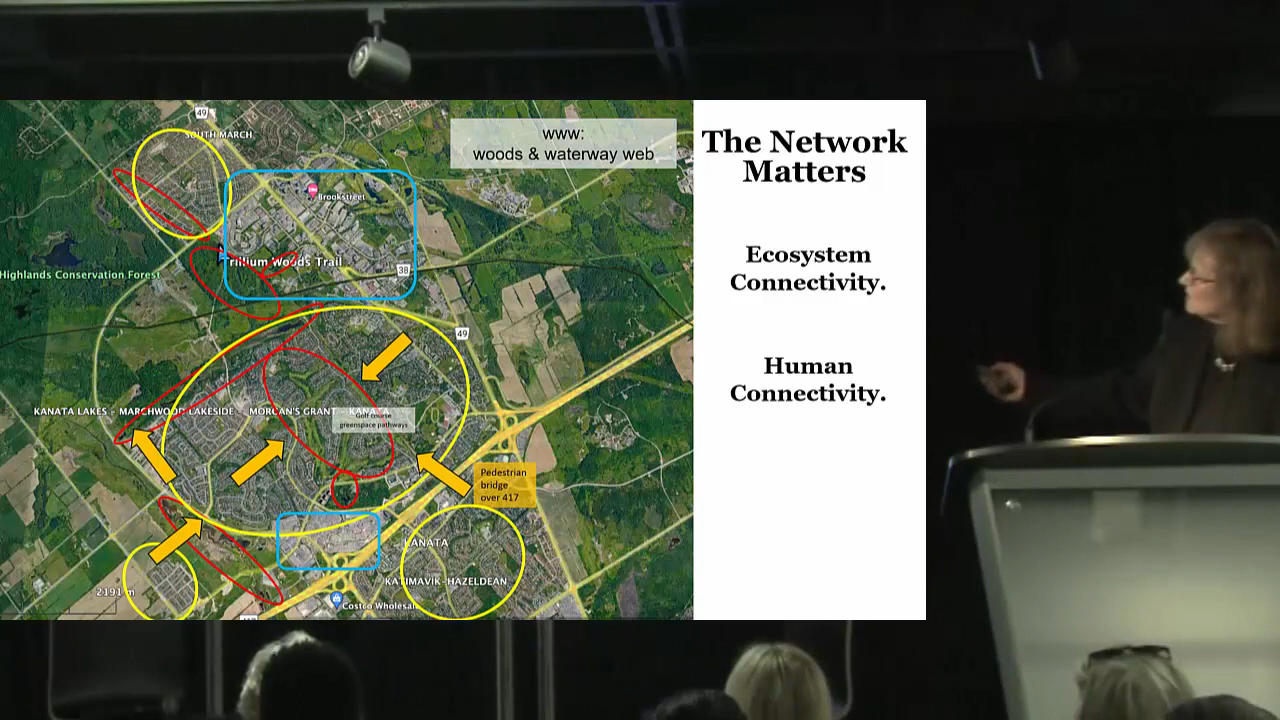 49
SOUTH MARCH
www:
woods & waterway web
Brookstreet
Trillium Woods Trail
38
Highlands Conservation Forest
49
KANATA LAKES - MARCHWOOD LAKESIDE - MORGAN'S GRANT - KANATA
Golf course
greenspace pathways
Pedestrian
bridge
over 417
KANATA
KATIMAVIK-HAZELDEAN
2191 m
Costco Wholesale
The Network
Matters
Ecosystem
Connectivity.
Human
Connectivity.